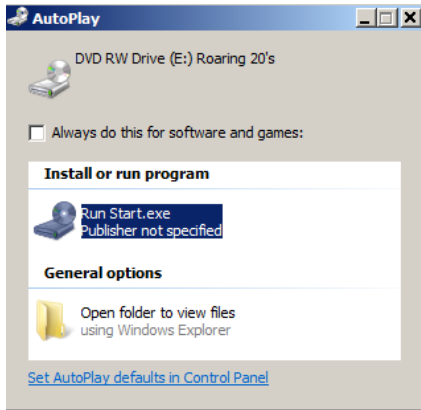 AutoPlay
DVD RW Drive (E:) Roaring 20's
Always do this for software and games:
Install or run program
Run Start.exe
Publisher not specified
General options
Open folder to view files
using Windows Explorer
Set AutoPlay defaults in Control Panel